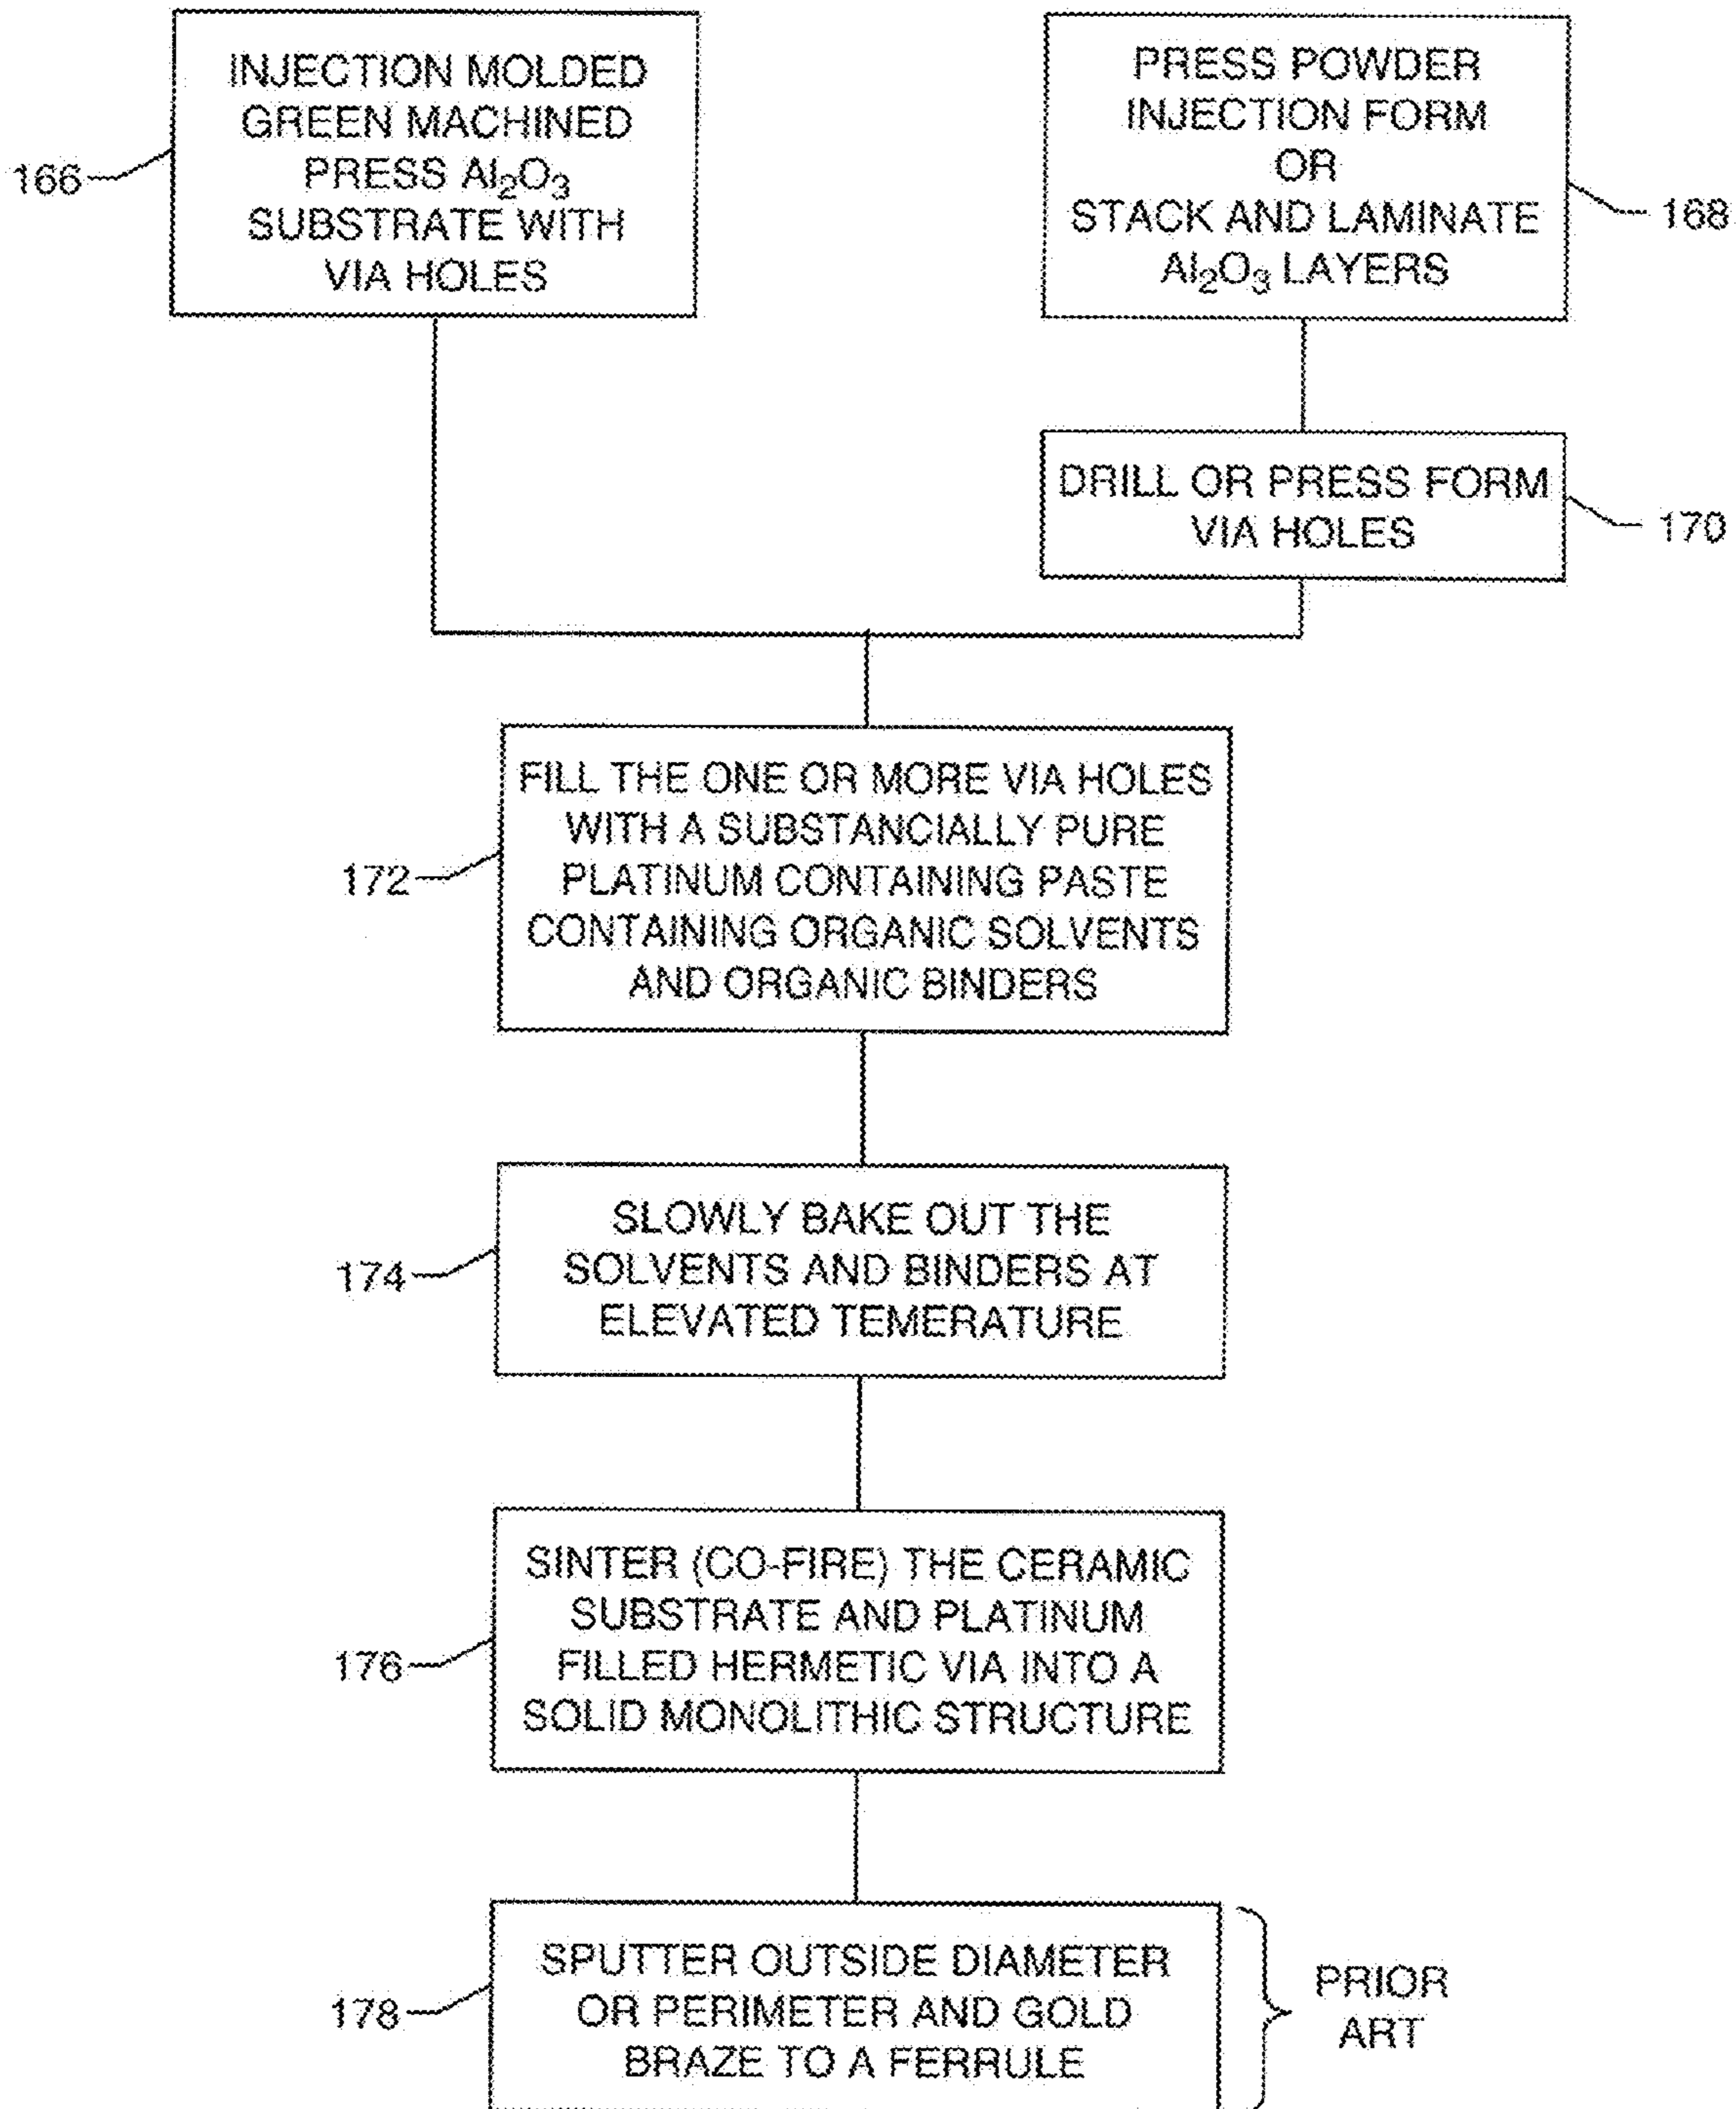 INJECTION MOLDED
GREEN MACHINED
PRESS Al₂O₃
SUBSTRATE WITH
VIA HOLES
166
PRESS POWDER
INJECTION FORM
OR
STACK AND LAMINATE
Al₂O₃ LAYERS
168
DRILL OR PRESS FORM
VIA HOLES
170
FILL THE ONE OR MORE VIA HOLES
WITH A SUBSTANCIALLY PURE
PLATINUM CONTAINING PASTE
CONTAINING ORGANIC SOLVENTS
AND ORGANIC BINDERS
172
SLOWLY BAKE OUT THE
SOLVENTS AND BINDERS AT
ELEVATED TEMERATURE
174
SINTER (CO-FIRE) THE CERAMIC
SUBSTRATE AND PLATINUM
FILLED HERMETIC VIA INTO A
SOLID MONOLITHIC STRUCTURE
176
SPUTTER OUTSIDE DIAMETER
OR PERIMETER AND GOLD
BRAZE TO A FERRULE
178
PRIOR
ART